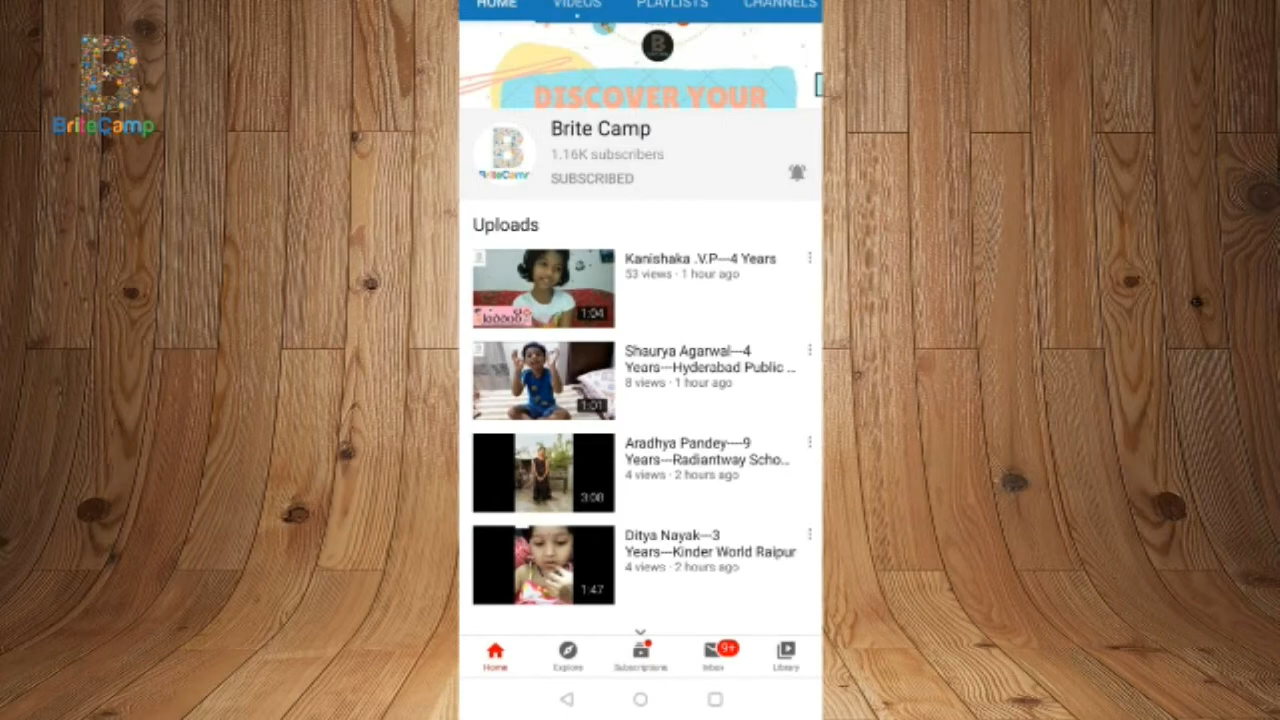 HOME VIDEOS PLAYLISTS CHANNELS
B
DISCOVER YOUR
BriteCamp
Brite Camp
1.16K subscribers
SUBSCRIBED
BriteCamp
Uploads
Kanishaka .V.P---4 Years
53 views · 1 hour ago
1:04
Shaurya Agarwal---4
Years---Hyderabad Public ...
8 views · 1 hour ago
1:01
Aradhya Pandey----9
Years---Radiantway Scho...
4 views · 2 hours ago
3:08
Ditya Nayak---3
Years---Kinder World Raipur
4 views · 2 hours ago
1:47
9+
Home Explore Subscriptions Inbox Library